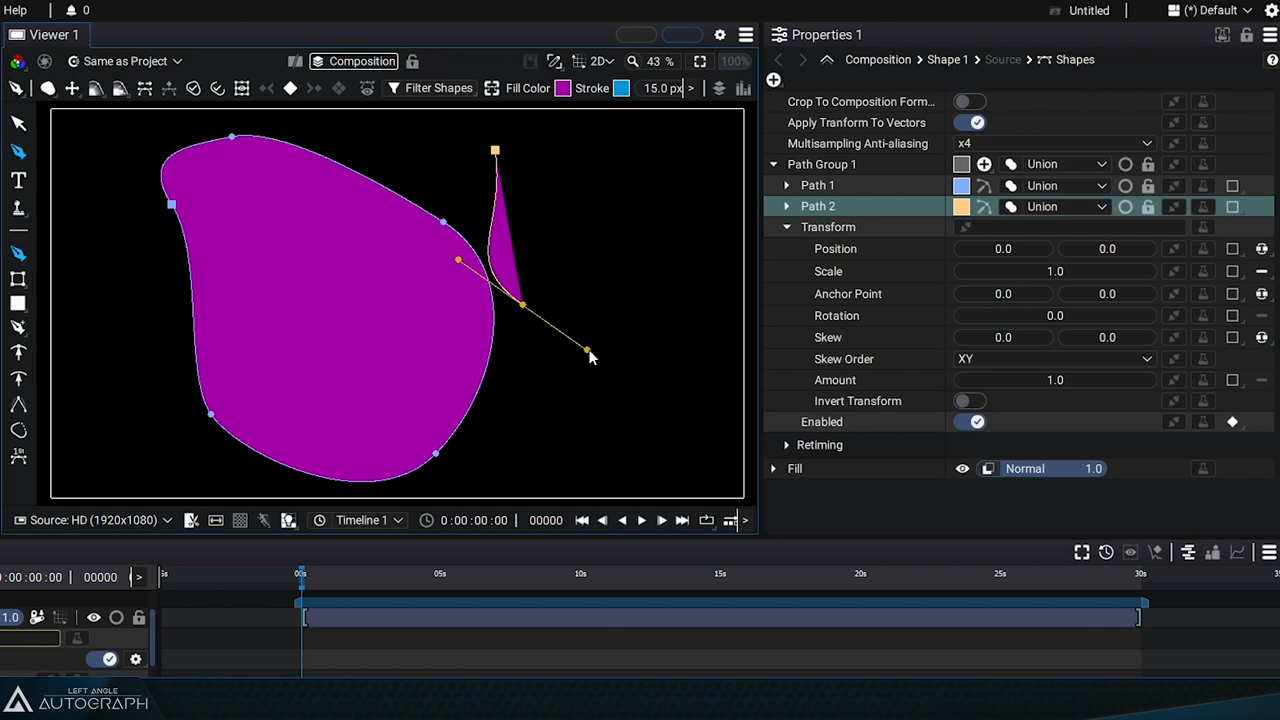 Help 0 Untitled (*) Default
Viewer 1
Properties 1
Same as Project Composition 2D 43 % 100%
Composition Shape 1 Source Shapes
Filter Shapes Fill Color Stroke 15.0 px >
Crop To Composition Form...
Apply Tranform To Vectors
Multisampling Anti-aliasing x4
Path Group 1 Union
Path 1 Union
Path 2 Union
Transform
Position 0.0 0.0
Scale 1.0
Anchor Point 0.0 0.0
Rotation 0.0
Skew 0.0 0.0
Skew Order XY
Amount 1.0
Invert Transform
Enabled
Retiming
Fill Normal 1.0
T
1St
Source: HD (1920x1080) Timeline 1 0:00:00:00 00000 >
:00:00:00 00000 >
5s 00s 05s 10s 15s 20s 25s 30s
1.0
LEFT ANGLE
AUTOGRAPH